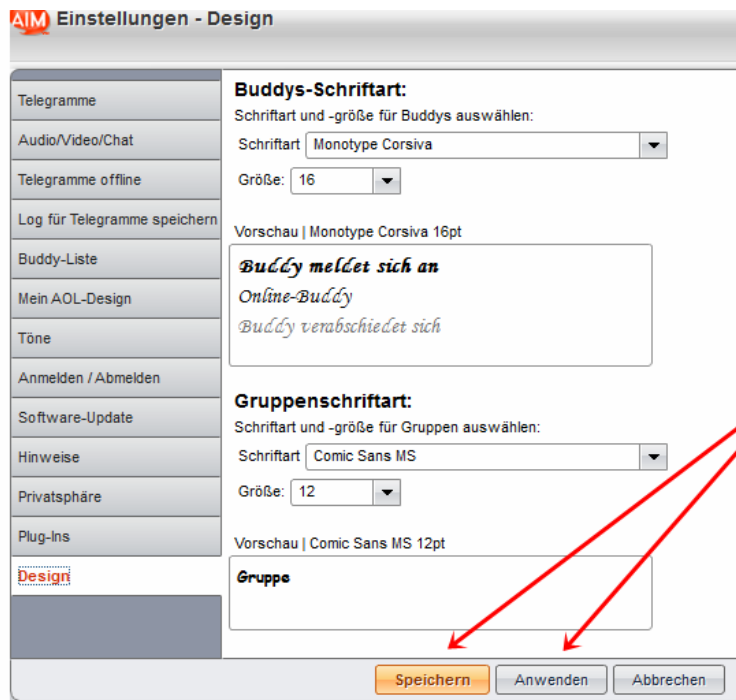 AIM Einstellungen - Design
Telegramme
Audio/Video/Chat
Telegramme offline
Log für Telegramme speichern
Buddy-Liste
Mein AOL-Design
Töne
Anmelden / Abmelden
Software-Update
Hinweise
Privatsphäre
Plug-Ins
Design
Buddys-Schriftart:
Schriftart und -größe für Buddys auswählen:
Schriftart Monotype Corsiva
Größe: 16
Vorschau | Monotype Corsiva 16pt
Buddy meldet sich an
Online-Buddy
Buddy verabschiedet sich
Gruppenschriftart:
Schriftart und -größe für Gruppen auswählen:
Schriftart Comic Sans MS
Größe: 12
Vorschau | Comic Sans MS 12pt
Gruppe
Speichern Anwenden Abbrechen